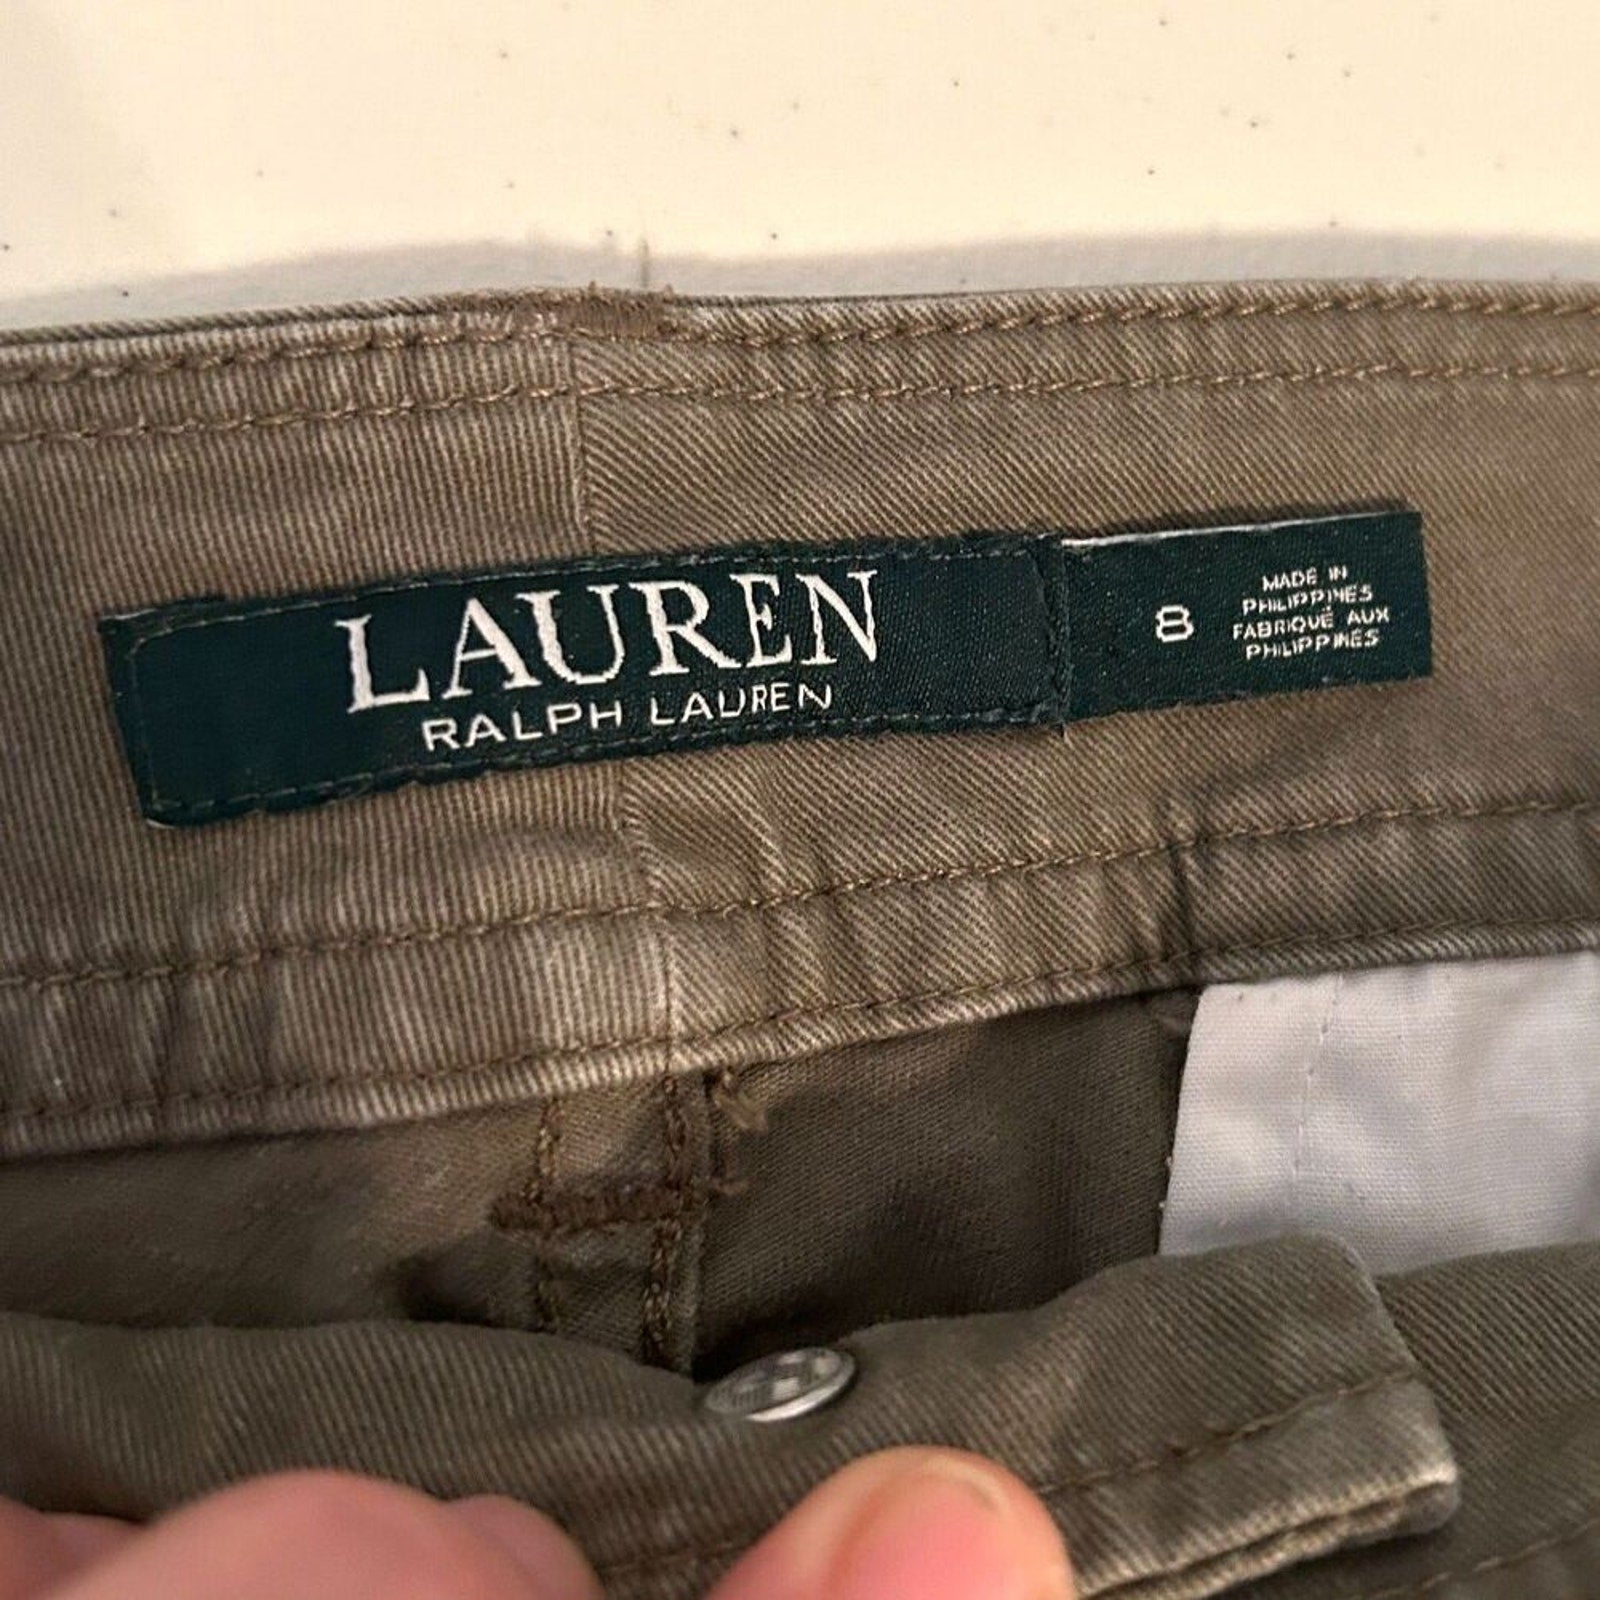 LAUREN
RALPH LAUREN
8
MADE IN
PHILIPPINES
FABRIQUÉ AUX
PHILIPPINES